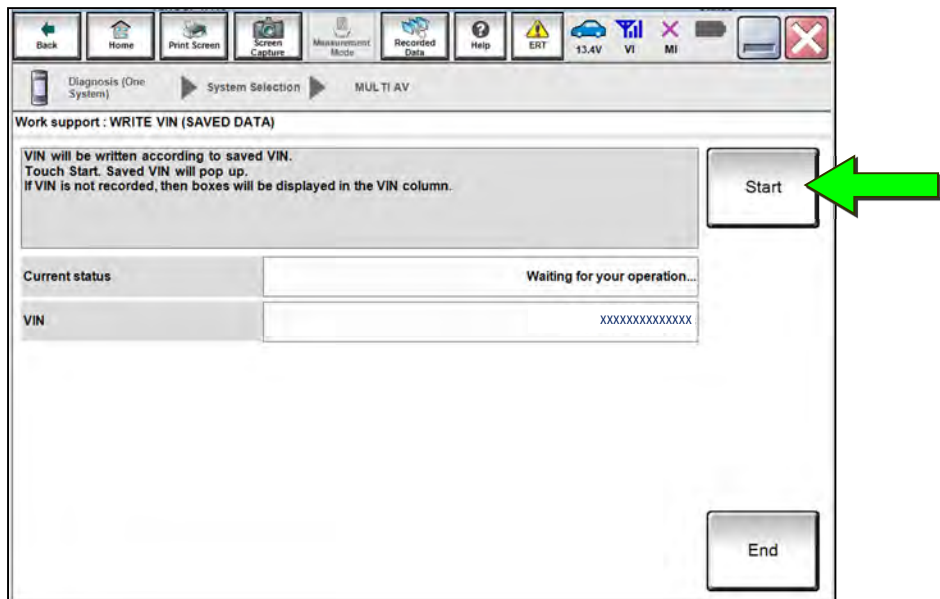 Back
Home
Print Screen
Screen
Capture
Measurement
Mode
Recorded
Data
Help
ERT
13.4V
VI
MI
Diagnosis (One
System)
System Selection
MULTI AV
Work support : WRITE VIN (SAVED DATA)
VIN will be written according to saved VIN.
Touch Start. Saved VIN will pop up.
If VIN is not recorded, then boxes will be displayed in the VIN column.
Start
Current status
Waiting for your operation...
VIN
XXXXXXXXXXXXXX
End